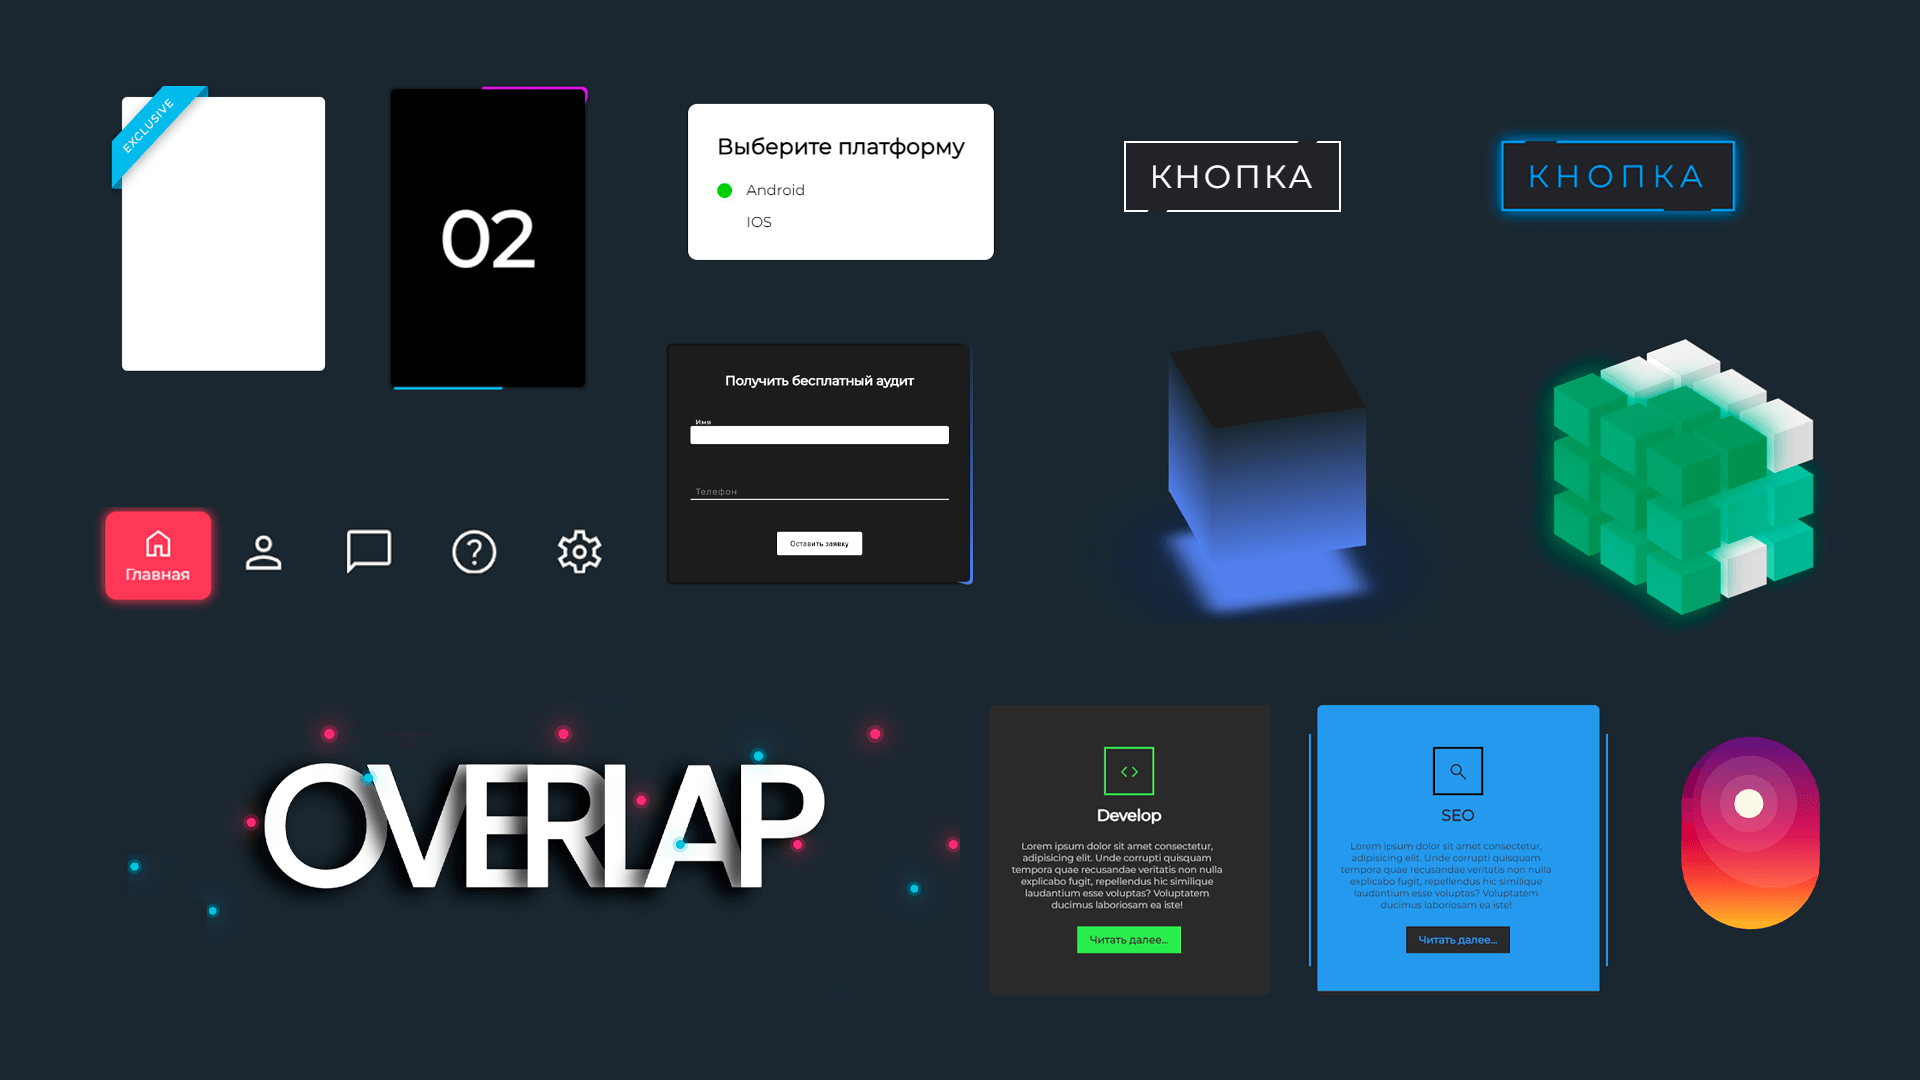 EXCLUSIVE
02
Выберите платформу
Android
IOS
КНОПКА
КНОПКА
Получить бесплатный аудит
Имя
Телефон
Оставить заявку
Главная
?
OVERLAP
Develop
Lorem ipsum dolor sit amet consectetur,
adipisicing elit. Unde corrupti quisquam
tempora quae recusandae veritatis non nulla
explicabo fugit, repellendus hic similique
laudantium esse voluptas? Voluptatem
ducimus laboriosam ea iste!
Читать далее...
SEO
Lorem ipsum dolor sit amet consectetur,
adipisicing elit. Unde corrupti quisquam
tempora quae recusandae veritatis non nulla
explicabo fugit, repellendus hic similique
laudantium esse voluptas? Voluptatem
ducimus laboriosam ea iste!
Читать далее...